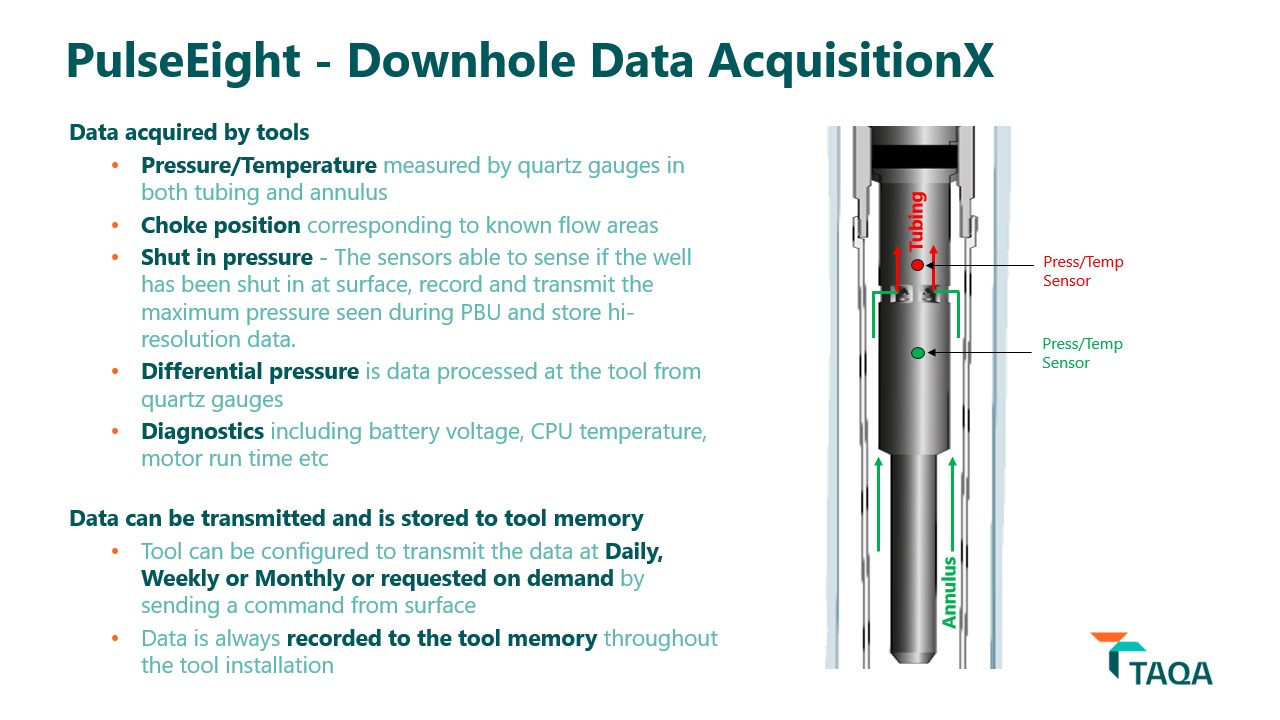 PulseEight - Downhole Data AcquisitionX
Data acquired by tools
• Pressure/Temperature measured by quartz gauges in
both tubing and annulus
• Choke position corresponding to known flow areas
• Shut in pressure - The sensors able to sense if the well
has been shut in at surface, record and transmit the
maximum pressure seen during PBU and store hi-
resolution data.
• Differential pressure is data processed at the tool from
quartz gauges
• Diagnostics including battery voltage, CPU temperature,
motor run time etc
Data can be transmitted and is stored to tool memory
• Tool can be configured to transmit the data at Daily,
Weekly or Monthly or requested on demand by
sending a command from surface
• Data is always recorded to the tool memory throughout
the tool installation
Tubing
Press/Temp
Sensor
Press/Temp
Sensor
Annulus
TAQA